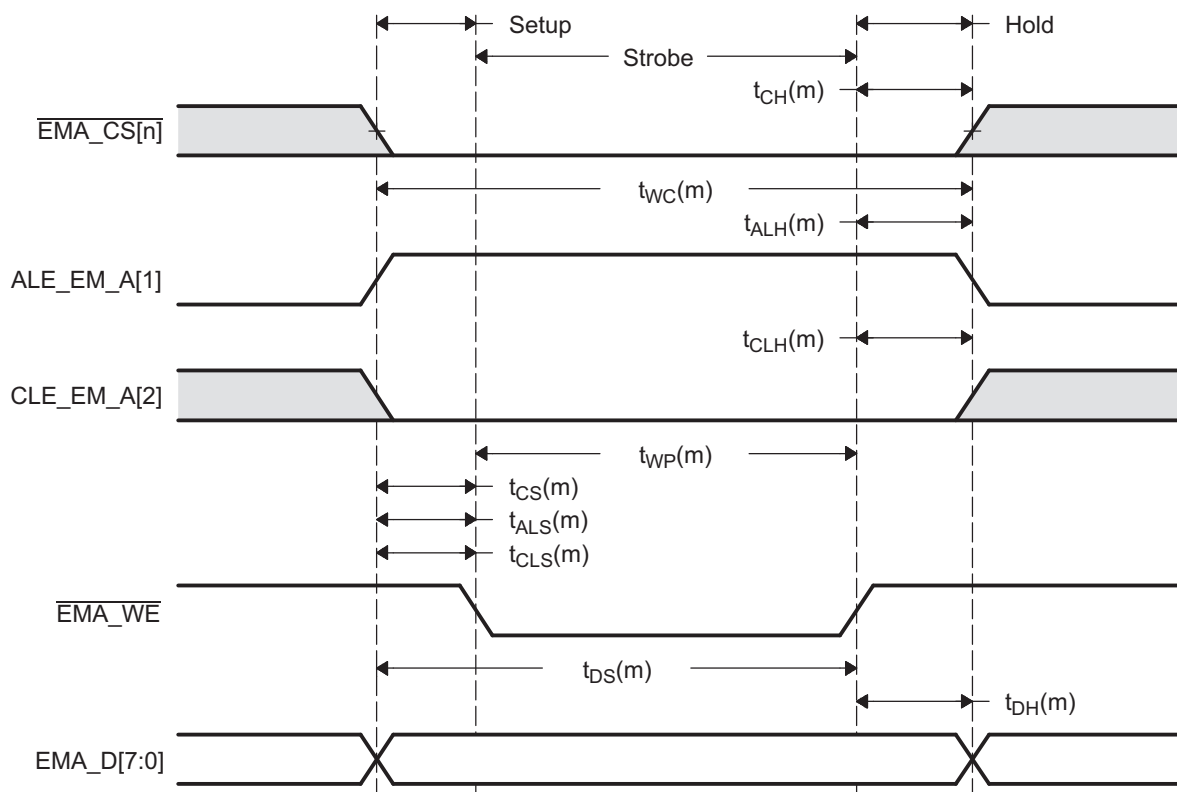 Setup
Hold
Strobe
tCH(m)
EMA_CS[n]
tWC(m)
tALH(m)
ALE_EM_A[1]
tCLH(m)
CLE_EM_A[2]
tWP(m)
tCS(m)
tALS(m)
tCLS(m)
EMA_WE
tDS(m)
tDH(m)
EMA_D[7:0]